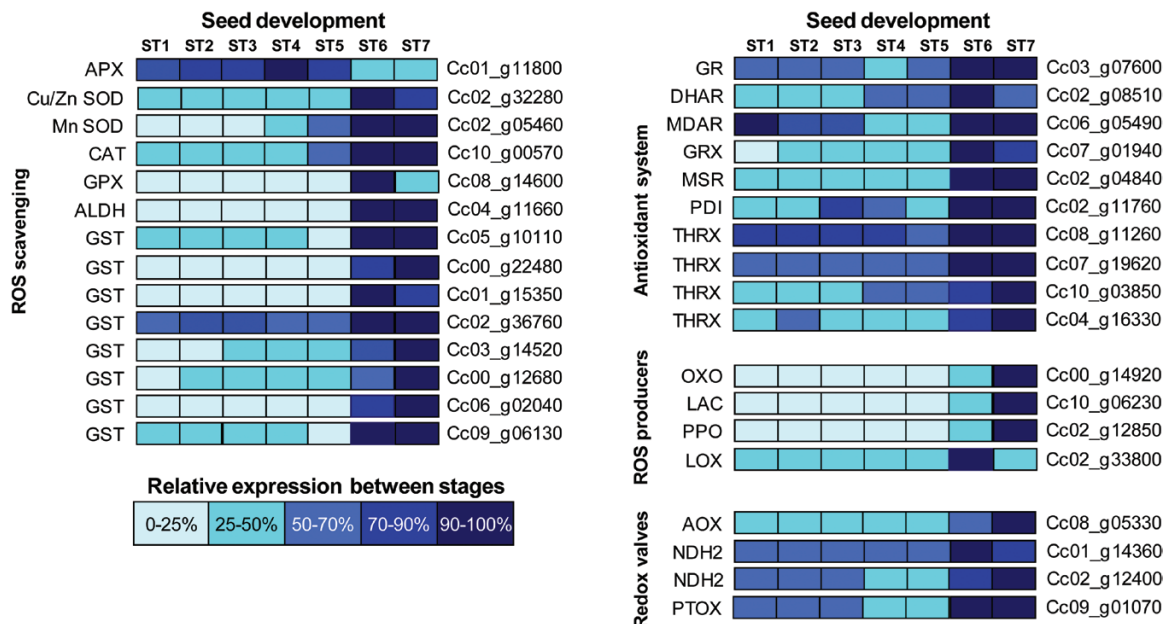 Seed development
ST1 ST2 ST3 ST4 ST5 ST6 ST7
ROS scavenging
APX Cc01_g11800
Cu/Zn SOD Cc02_g32280
Mn SOD Cc02_g05460
CAT Cc10_g00570
GPX Cc08_g14600
ALDH Cc04_g11660
GST Cc05_g10110
GST Cc00_g22480
GST Cc01_g15350
GST Cc02_g36760
GST Cc03_g14520
GST Cc00_g12680
GST Cc06_g02040
GST Cc09_g06130
Relative expression between stages
0-25% 25-50% 50-70% 70-90% 90-100%
Seed development
ST1 ST2 ST3 ST4 ST5 ST6 ST7
Antioxidant system
GR Cc03_g07600
DHAR Cc02_g08510
MDAR Cc06_g05490
GRX Cc07_g01940
MSR Cc02_g04840
PDI Cc02_g11760
THRX Cc08_g11260
THRX Cc07_g19620
THRX Cc10_g03850
THRX Cc04_g16330
ROS producers
OXO Cc00_g14920
LAC Cc10_g06230
PPO Cc02_g12850
LOX Cc02_g33800
Redox valves
AOX Cc08_g05330
NDH2 Cc01_g14360
NDH2 Cc02_g12400
PTOX Cc09_g01070